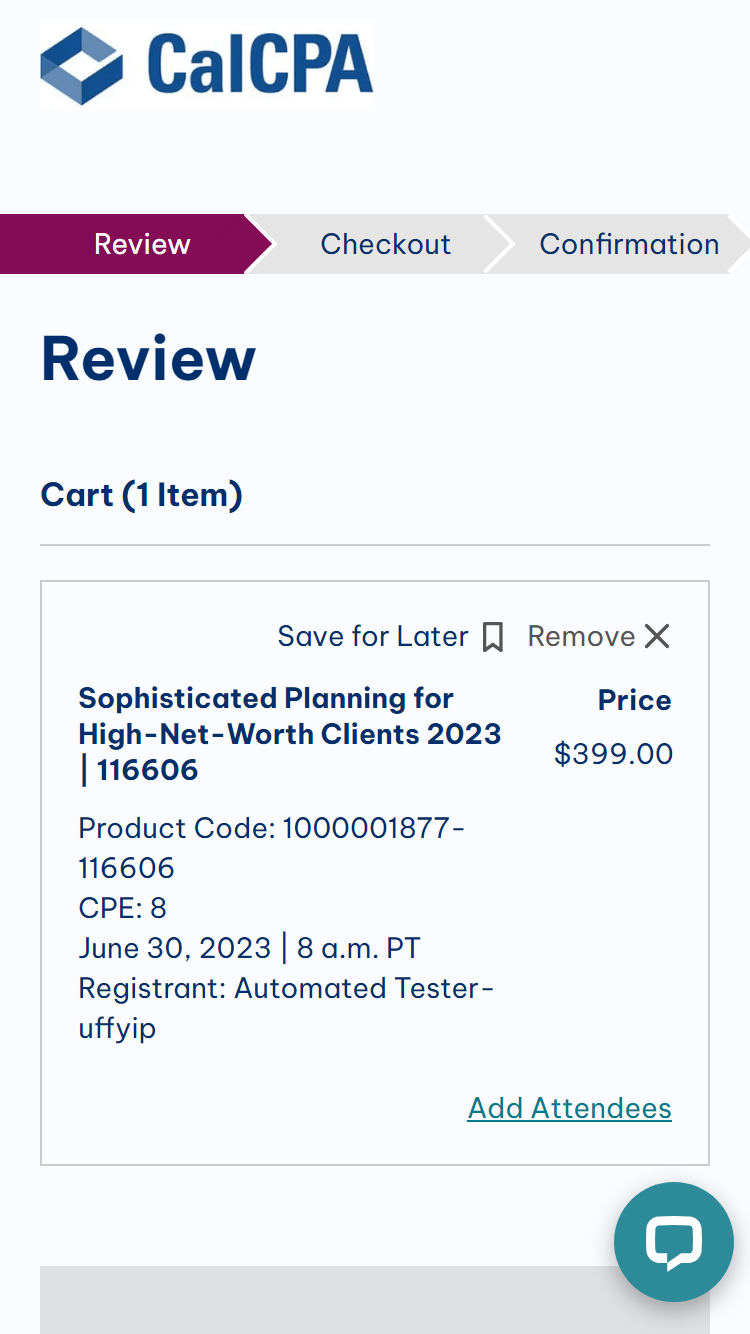 CalCPA
Review
Checkout
Confirmation
Review
Cart (1 Item)
Save for Later
Remove
Sophisticated Planning for
High-Net-Worth Clients 2023
| 116606
Price
$399.00
Product Code: 1000001877-
116606
CPE: 8
June 30, 2023 | 8 a.m. PT
Registrant: Automated Tester-
uffyip
Add Attendees